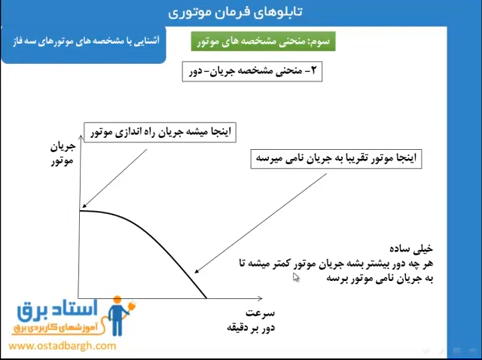 تابلوهای فرمان موتوری
آشنایی با مشخصه های موتورهای سه فاز
سوم: منحنی مشخصه های موتور
۲- منحنی مشخصه جریان- دور
اینجا میشه جریان راه اندازی موتور
جریان
موتور
اینجا موتور تقریبا به جریان نامی میرسه
خیلی ساده
هر چه دور بیشتر بشه جریان موتور کمتر میشه تا
به جریان نامی موتور برسه
سرعت
دور بر دقیقه
استاد برق
آموزشهای کاربردی برق
www.ostadbargh.com